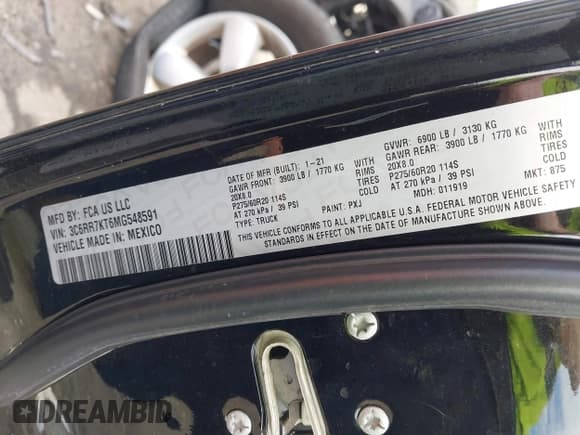 MFD BY: FCA US LLC
VIN: 3C6RR7KT6MG548591
VEHICLE MADE IN: MEXICO
DATE OF MFR (BUILT): 1-21
GAWR FRONT: 3900 LB / 1770 KG WITH
20X8.0 RIMS
P275/60R20 114S TIRES
AT 270 kPa / 39 PSI
TYPE: TRUCK PAINT: PXJ
GVWR: 6900 LB / 3130 KG
GAWR REAR: 3900 LB / 1770 KG WITH
20X8.0 RIMS
P275/60R20 114S TIRES
AT 270 kPa / 39 PSI
MDH: 011919 MKT: 875
THIS VEHICLE CONFORMS TO ALL APPLICABLE U.S.A. FEDERAL MOTOR VEHICLE SAFETY STANDARDS IN EFFECT ON THE DATE OF MANUFACTURE SHOWN ABOVE.
DREAMBID